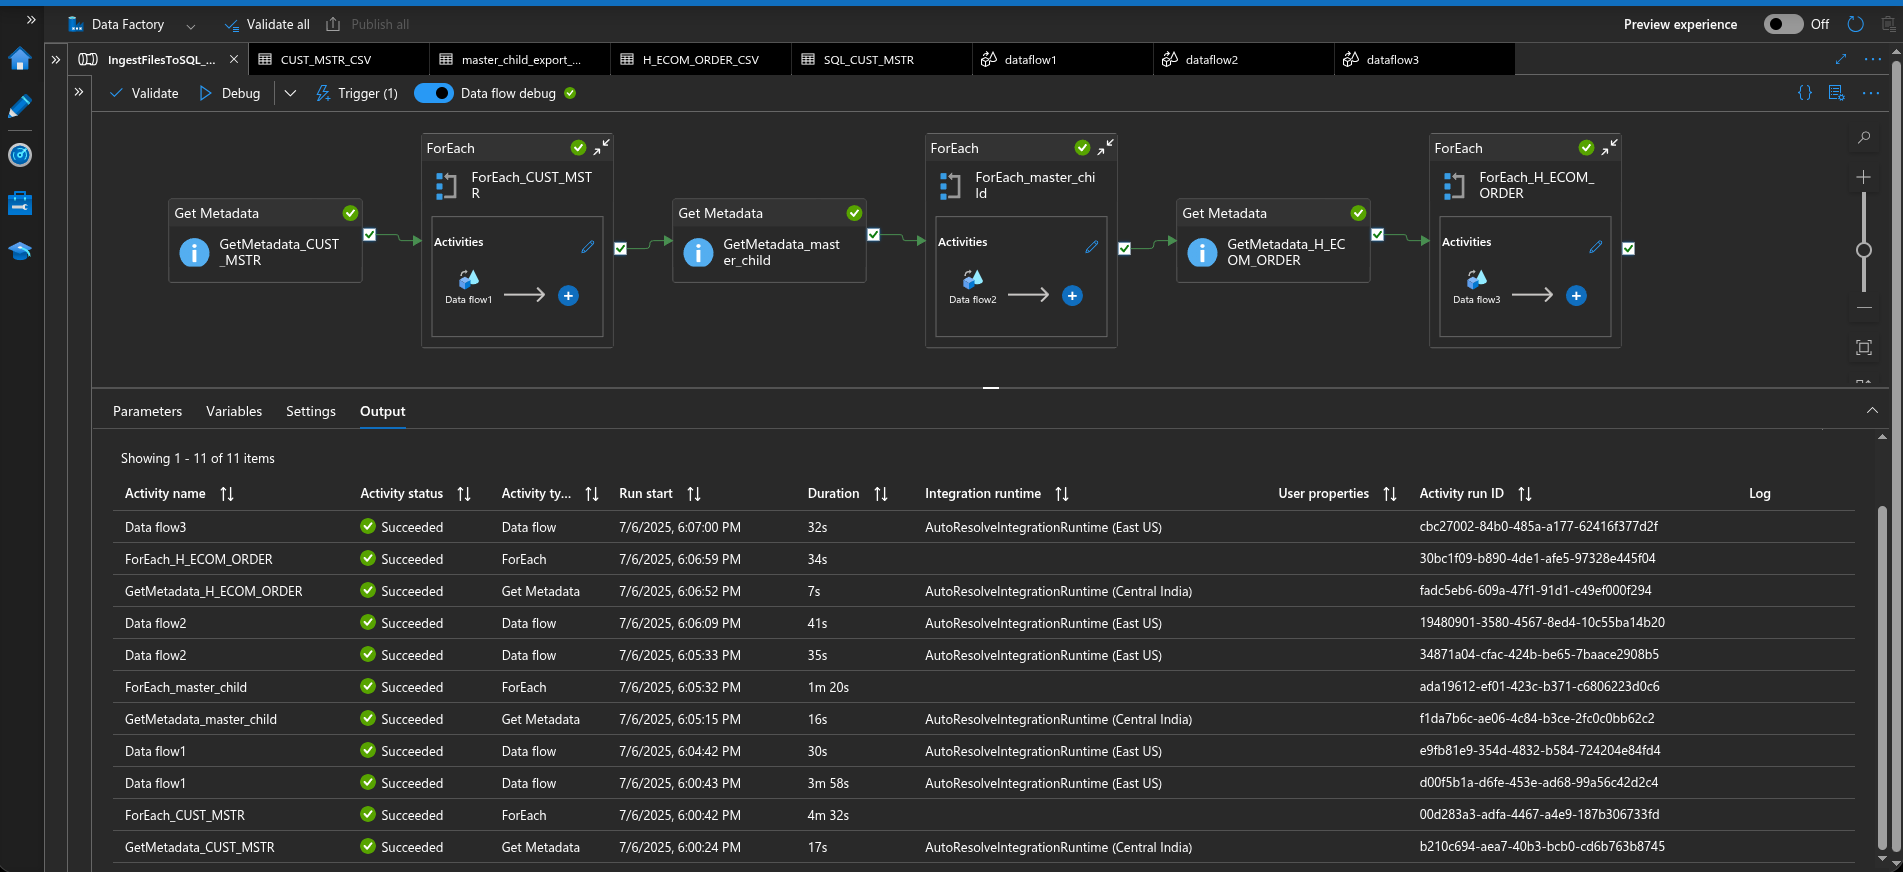 Data Factory
Validate all
Publish all
Preview experience
Off
IngestFilesToSQL_...
CUST_MSTR_CSV
master_child_export_...
H_ECOM_ORDER_CSV
SQL_CUST_MSTR
dataflow1
dataflow2
dataflow3
Validate
Debug
Trigger (1)
Data flow debug
Get Metadata
GetMetadata_CUST
_MSTR
ForEach
ForEach_CUST_MST
R
Activities
Data flow1
Get Metadata
GetMetadata_mast
er_child
ForEach
ForEach_master_chi
ld
Activities
Data flow2
Get Metadata
GetMetadata_H_EC
OM_ORDER
ForEach
ForEach_H_ECOM_
ORDER
Activities
Data flow3
Parameters Variables Settings Output
Showing 1 - 11 of 11 items
Activity name Activity status Activity ty... Run start Duration Integration runtime User properties Activity run ID Log
Data flow3 Succeeded Data flow 7/6/2025, 6:07:00 PM 32s AutoResolveIntegrationRuntime (East US) cbc27002-84b0-485a-a177-62416f377d2f
ForEach_H_ECOM_ORDER Succeeded ForEach 7/6/2025, 6:06:59 PM 34s 30bc1f09-b890-4de1-afe5-97328e445f04
GetMetadata_H_ECOM_ORDER Succeeded Get Metadata 7/6/2025, 6:06:52 PM 7s AutoResolveIntegrationRuntime (Central India) fadc5eb6-609a-47f1-91d1-c49ef000f294
Data flow2 Succeeded Data flow 7/6/2025, 6:06:09 PM 41s AutoResolveIntegrationRuntime (East US) 19480901-3580-4567-8ed4-10c55ba14b20
Data flow2 Succeeded Data flow 7/6/2025, 6:05:33 PM 35s AutoResolveIntegrationRuntime (East US) 34871a04-cfac-424b-be65-7baace2908b5
ForEach_master_child Succeeded ForEach 7/6/2025, 6:05:32 PM 1m 20s ada19612-ef01-423c-b371-c6806223d0c6
GetMetadata_master_child Succeeded Get Metadata 7/6/2025, 6:05:15 PM 16s AutoResolveIntegrationRuntime (Central India) f1da7b6c-ae06-4c84-b3ce-2fc0c0bb62c2
Data flow1 Succeeded Data flow 7/6/2025, 6:04:42 PM 30s AutoResolveIntegrationRuntime (East US) e9fb81e9-354d-4832-b584-724204e84fd4
Data flow1 Succeeded Data flow 7/6/2025, 6:00:43 PM 3m 58s AutoResolveIntegrationRuntime (East US) d00f5b1a-d6fe-453e-ad68-99a56c42d2c4
ForEach_CUST_MSTR Succeeded ForEach 7/6/2025, 6:00:42 PM 4m 32s 00d283a3-adfa-4467-a4e9-187b306733fd
GetMetadata_CUST_MSTR Succeeded Get Metadata 7/6/2025, 6:00:24 PM 17s AutoResolveIntegrationRuntime (Central India) b210c694-aea7-40b3-bcb0-cd6b763b8745